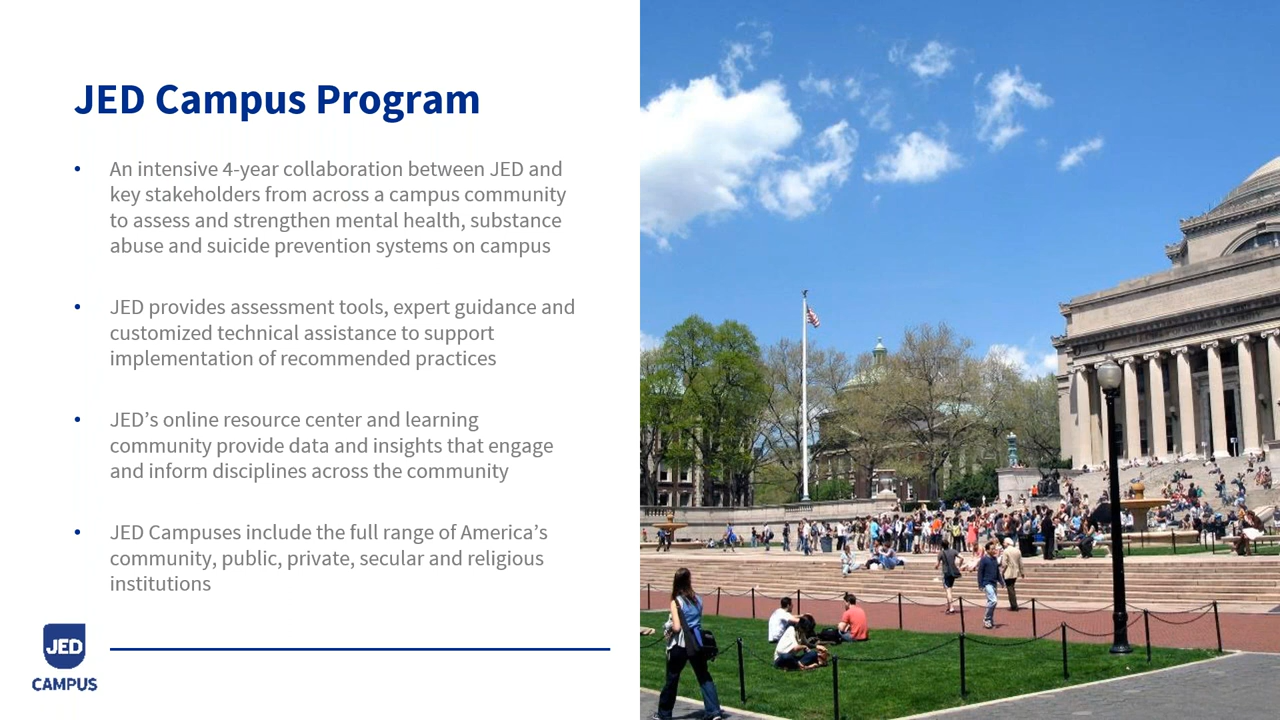 JED Campus Program
• An intensive 4-year collaboration between JED and
key stakeholders from across a campus community
to assess and strengthen mental health, substance
abuse and suicide prevention systems on campus
• JED provides assessment tools, expert guidance and
customized technical assistance to support
implementation of recommended practices
• JED’s online resource center and learning
community provide data and insights that engage
and inform disciplines across the community
• JED Campuses include the full range of America’s
community, public, private, secular and religious
institutions
JED
CAMPUS